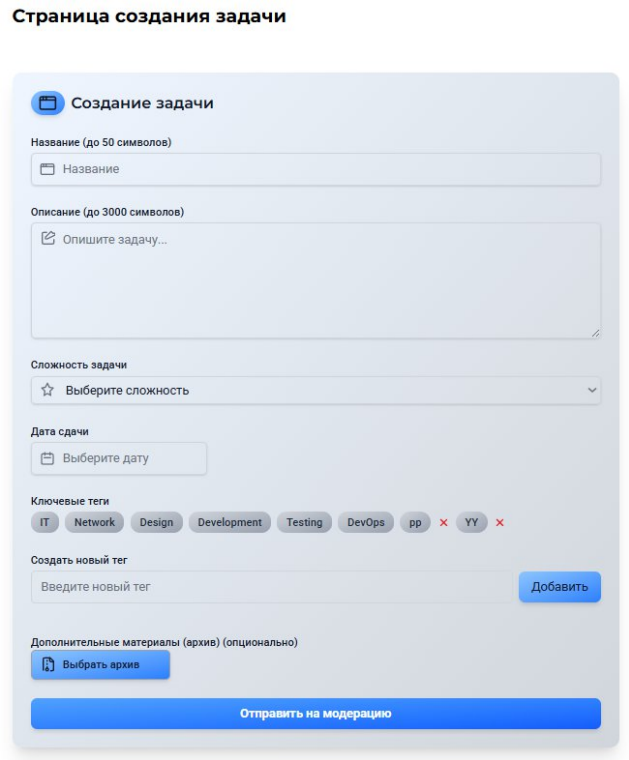 Страница создания задачи
Создание задачи
Название (до 50 символов)
Название
Описание (до 3000 символов)
Опишите задачу...
Сложность задачи
Выберите сложность
Дата сдачи
Выберите дату
Ключевые теги
IT Network Design Development Testing DevOps pp × YY ×
Создать новый тег
Введите новый тег Добавить
Дополнительные материалы (архив) (опционально)
Выбрать архив
Отправить на модерацию